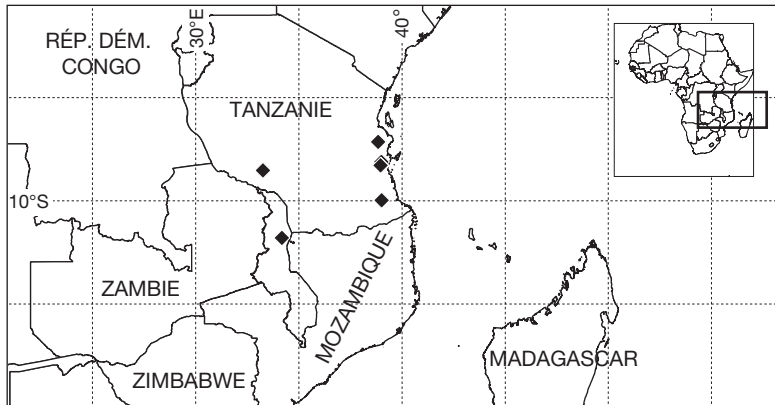 RÉP. DÉM.
CONGO
30°E
40°
TANZANIE
10°S
ZAMBIE
MOZAMBIQUE
ZIMBABWE
MADAGASCAR